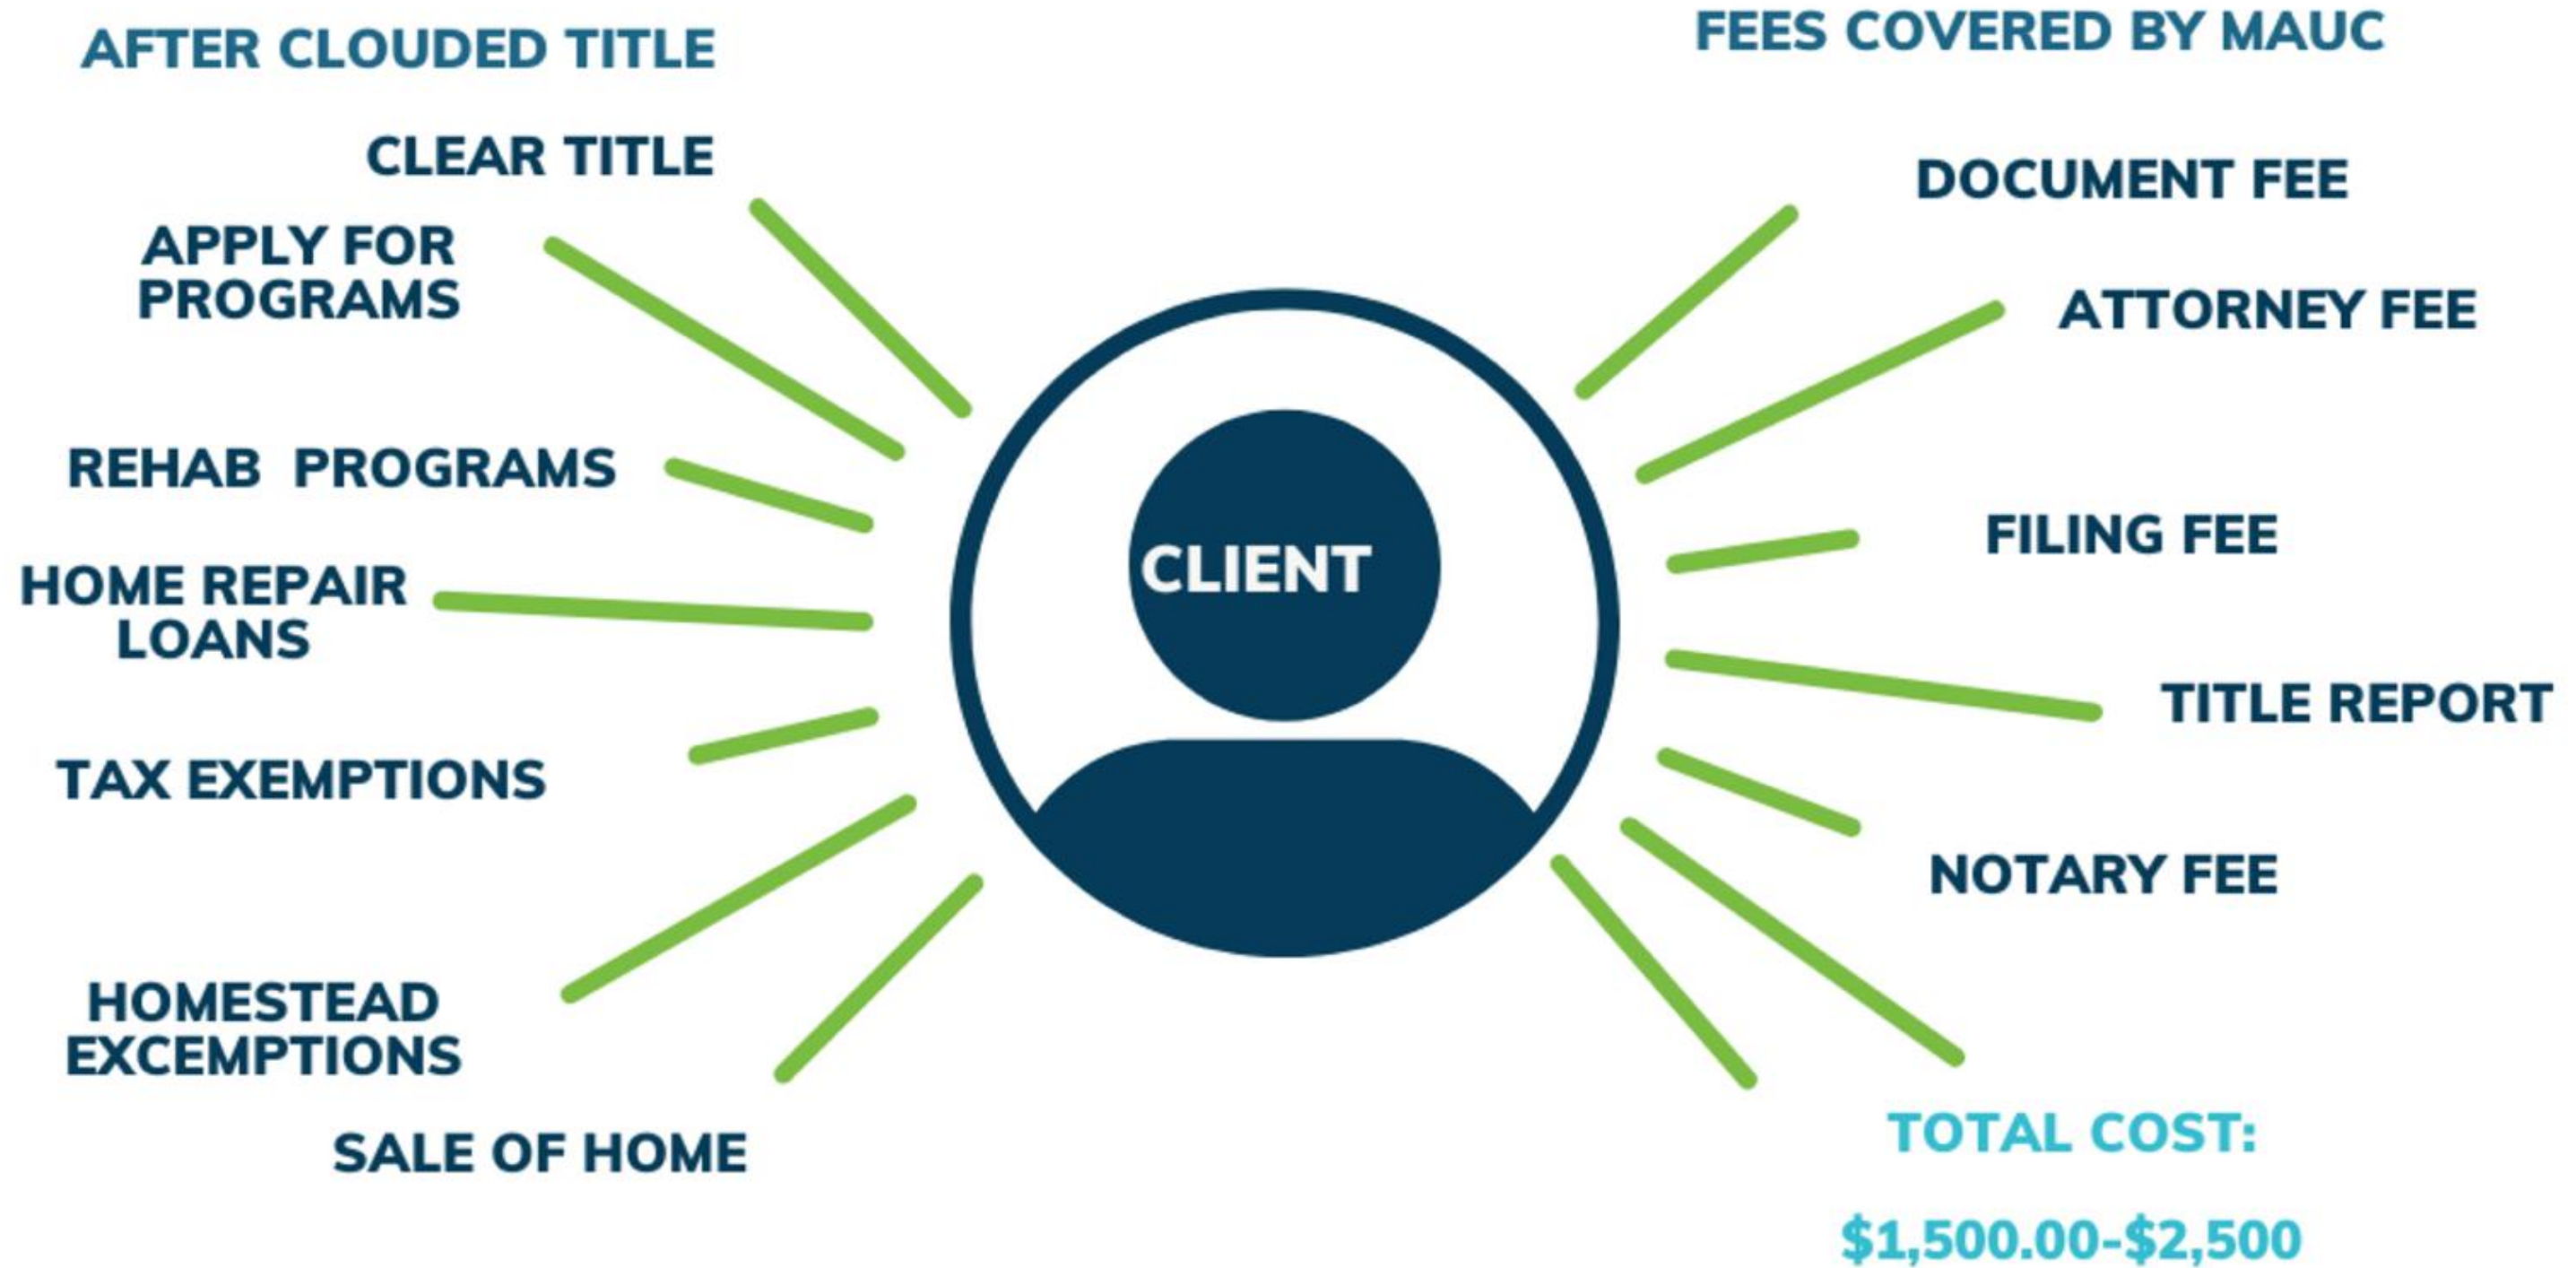 AFTER CLOUDED TITLE
CLEAR TITLE
APPLY FOR
PROGRAMS
REHAB PROGRAMS
HOME REPAIR
LOANS
TAX EXEMPTIONS
HOMESTEAD
EXCEMPTIONS
SALE OF HOME
CLIENT
FEES COVERED BY MAUC
DOCUMENT FEE
ATTORNEY FEE
FILING FEE
TITLE REPORT
NOTARY FEE
TOTAL COST:
$1,500.00-$2,500